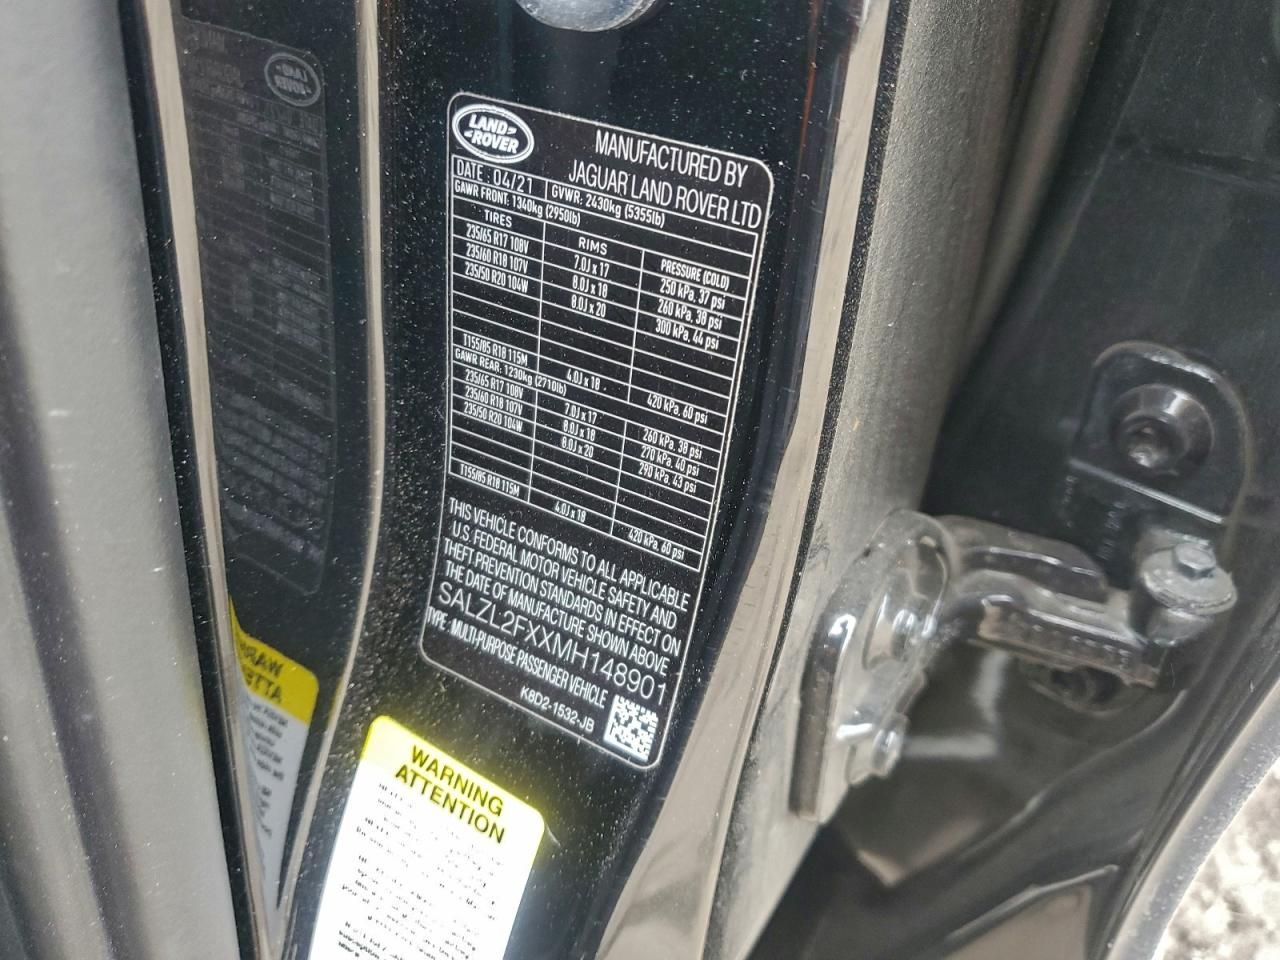 LAND
ROVER
MANUFACTURED BY
JAGUAR LAND ROVER LTD
DATE: 04/21 GVWR: 2430kg (5355lb)
GAWR FRONT: 1340kg (2950lb)
TIRES RIMS PRESSURE (COLD)
235/65 R17 108V 7.0J x 17 250 kPa, 37 psi
235/60 R18 107V 8.0J x 18 260 kPa, 38 psi
235/50 R20 104W 8.0J x 20 300 kPa, 44 psi
T155/85 R18 115M 4.0J x 18 420 kPa, 60 psi
GAWR REAR: 1230kg (2710lb)
235/65 R17 108V 7.0J x 17 260 kPa, 38 psi
235/60 R18 107V 8.0J x 18 270 kPa, 40 psi
235/50 R20 104W 8.0J x 20 290 kPa, 43 psi
T155/85 R18 115M 4.0J x 18 420 kPa, 60 psi
THIS VEHICLE CONFORMS TO ALL APPLICABLE
U.S. FEDERAL MOTOR VEHICLE SAFETY AND
THEFT PREVENTION STANDARDS IN EFFECT ON
THE DATE OF MANUFACTURE SHOWN ABOVE
SALZL2FXXMH148901
TYPE: MULTI-PURPOSE PASSENGER VEHICLE
K8D2-1532-JB
WARNING
ATTENTION